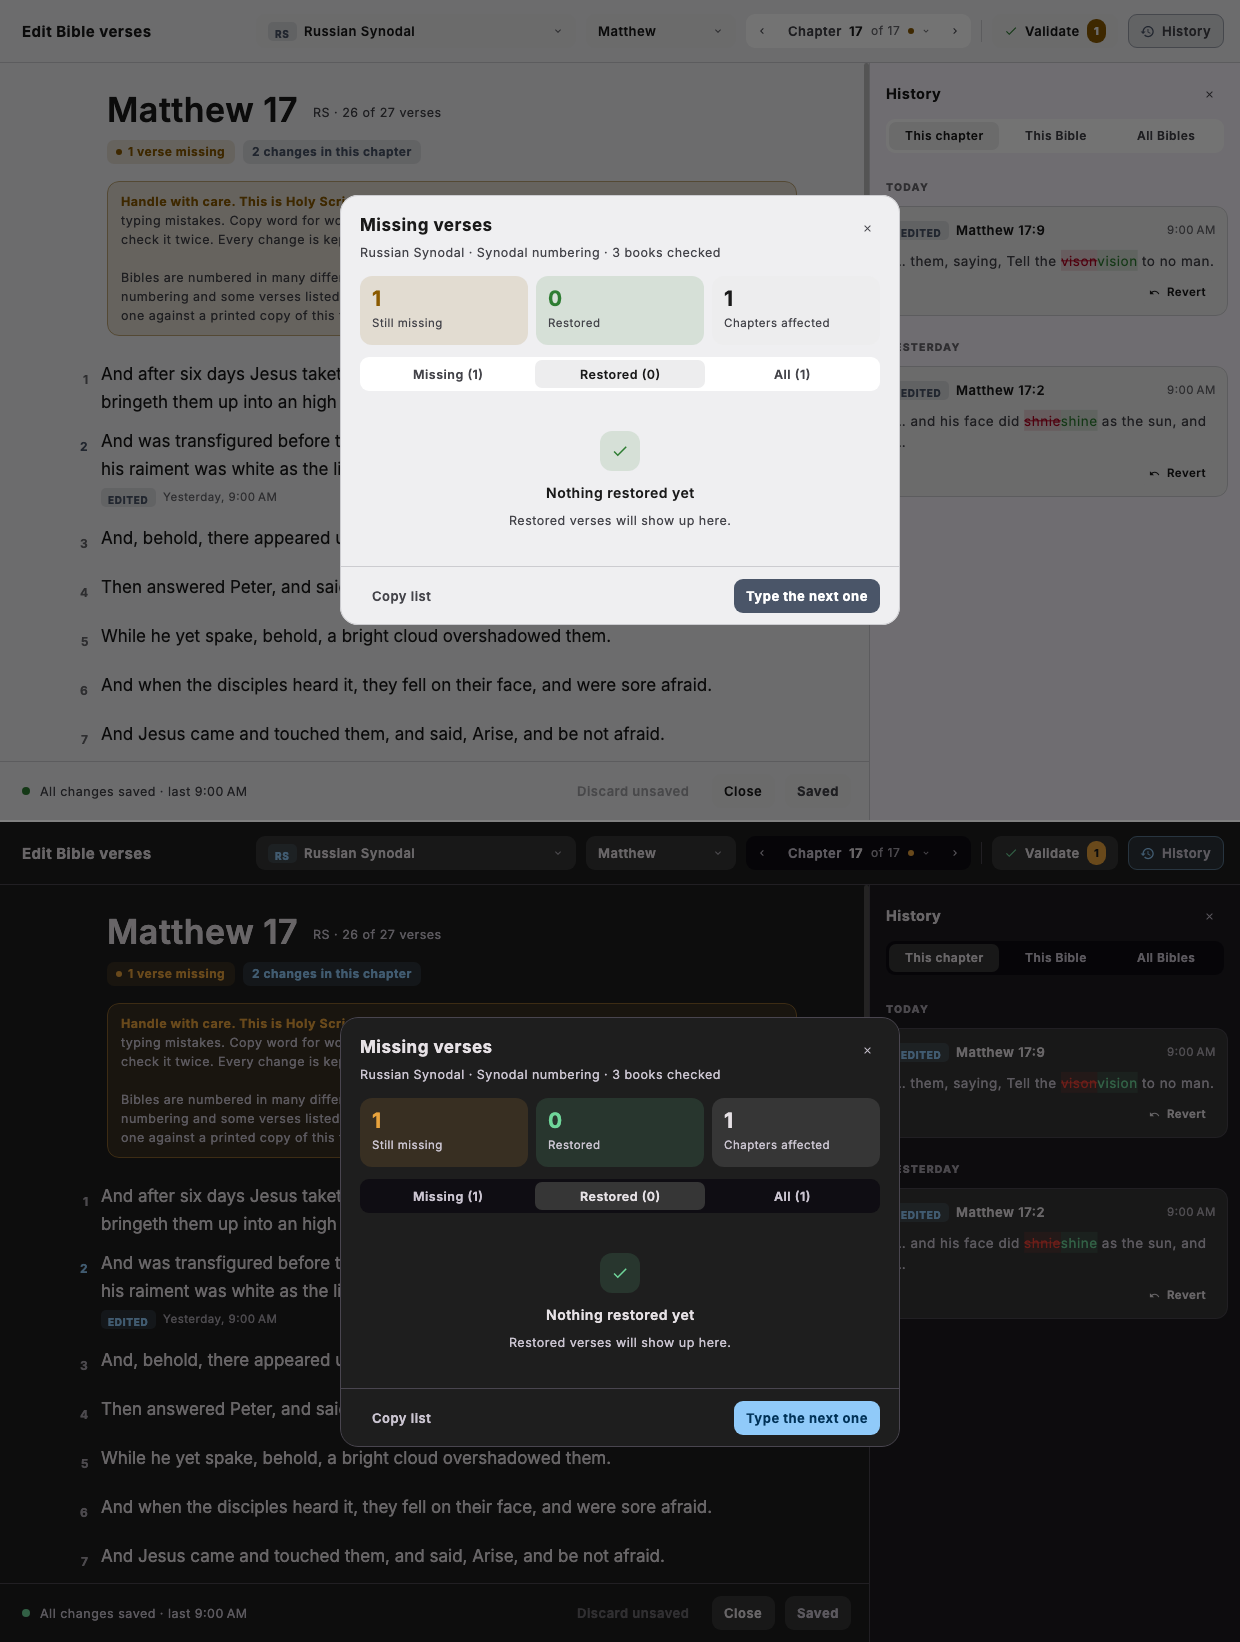 Edit Bible verses
RS Russian Synodal
Matthew
Chapter 17 of 17
Validate 1
History
Matthew 17 RS · 26 of 27 verses
1 verse missing
2 changes in this chapter
Handle with care. This is Holy Scri
typing mistakes. Copy word for wo
check it twice. Every change is ke
Bibles are numbered in many diffe
numbering and some verses listed
one against a printed copy of this
1 And after six days Jesus taket
bringeth them up into an high
2 And was transfigured before t
his raiment was white as the li
EDITED Yesterday, 9:00 AM
3 And, behold, there appeared
4 Then answered Peter, and sai
5 While he yet spake, behold, a bright cloud overshadowed them.
6 And when the disciples heard it, they fell on their face, and were sore afraid.
7 And Jesus came and touched them, and said, Arise, and be not afraid.
All changes saved · last 9:00 AM
Discard unsaved
Close
Saved
Missing verses
Russian Synodal · Synodal numbering · 3 books checked
1
Still missing
0
Restored
1
Chapters affected
Missing (1)
Restored (0)
All (1)
Nothing restored yet
Restored verses will show up here.
Copy list
Type the next one
History
This chapter
This Bible
All Bibles
TODAY
EDITED Matthew 17:9 9:00 AM
.. them, saying, Tell the visonvision to no man.
Revert
ESTERDAY
EDITED Matthew 17:2 9:00 AM
.. and his face did shnieshine as the sun, and
..
Revert
Edit Bible verses
RS Russian Synodal
Matthew
Chapter 17 of 17
Validate 1
History
Matthew 17 RS · 26 of 27 verses
1 verse missing
2 changes in this chapter
Handle with care. This is Holy Scri
typing mistakes. Copy word for wo
check it twice. Every change is ke
Bibles are numbered in many diffe
numbering and some verses listed
one against a printed copy of this
1 And after six days Jesus taket
bringeth them up into an high
2 And was transfigured before t
his raiment was white as the li
EDITED Yesterday, 9:00 AM
3 And, behold, there appeared
4 Then answered Peter, and sai
5 While he yet spake, behold, a bright cloud overshadowed them.
6 And when the disciples heard it, they fell on their face, and were sore afraid.
7 And Jesus came and touched them, and said, Arise, and be not afraid.
All changes saved · last 9:00 AM
Discard unsaved
Close
Saved
Missing verses
Russian Synodal · Synodal numbering · 3 books checked
1
Still missing
0
Restored
1
Chapters affected
Missing (1)
Restored (0)
All (1)
Nothing restored yet
Restored verses will show up here.
Copy list
Type the next one
History
This chapter
This Bible
All Bibles
TODAY
EDITED Matthew 17:9 9:00 AM
.. them, saying, Tell the visonvision to no man.
Revert
ESTERDAY
EDITED Matthew 17:2 9:00 AM
.. and his face did shnieshine as the sun, and
..
Revert